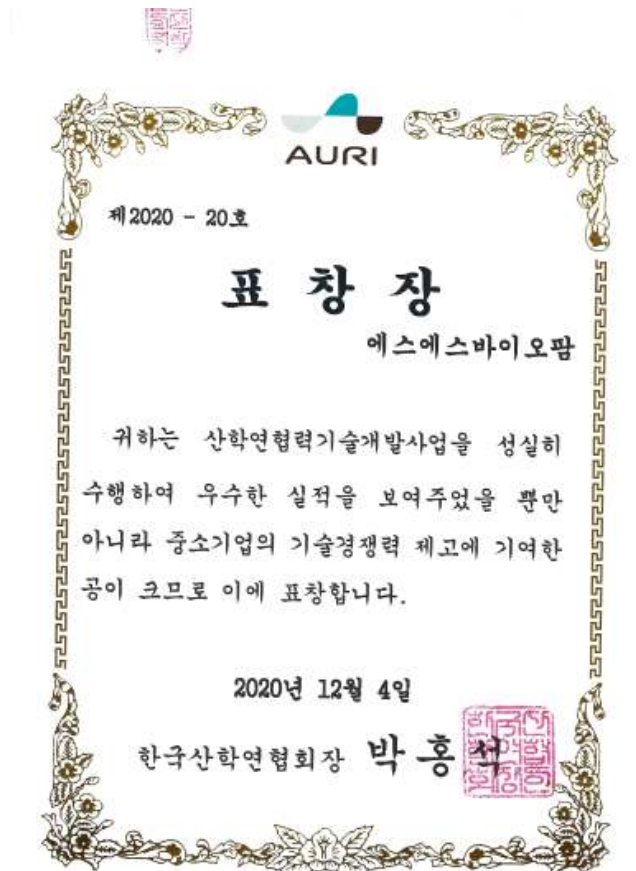 AURI
제2020 - 20호
표 창 장
에스에스바이오팜
귀하는 산학연협력기술개발사업을 성실히
수행하여 우수한 실적을 보여주었을 뿐만
아니라 중소기업의 기술경쟁력 제고에 기여한
공이 크므로 이에 표창합니다.
2020년 12월 4일
한국산학연협회장 박 홍 석